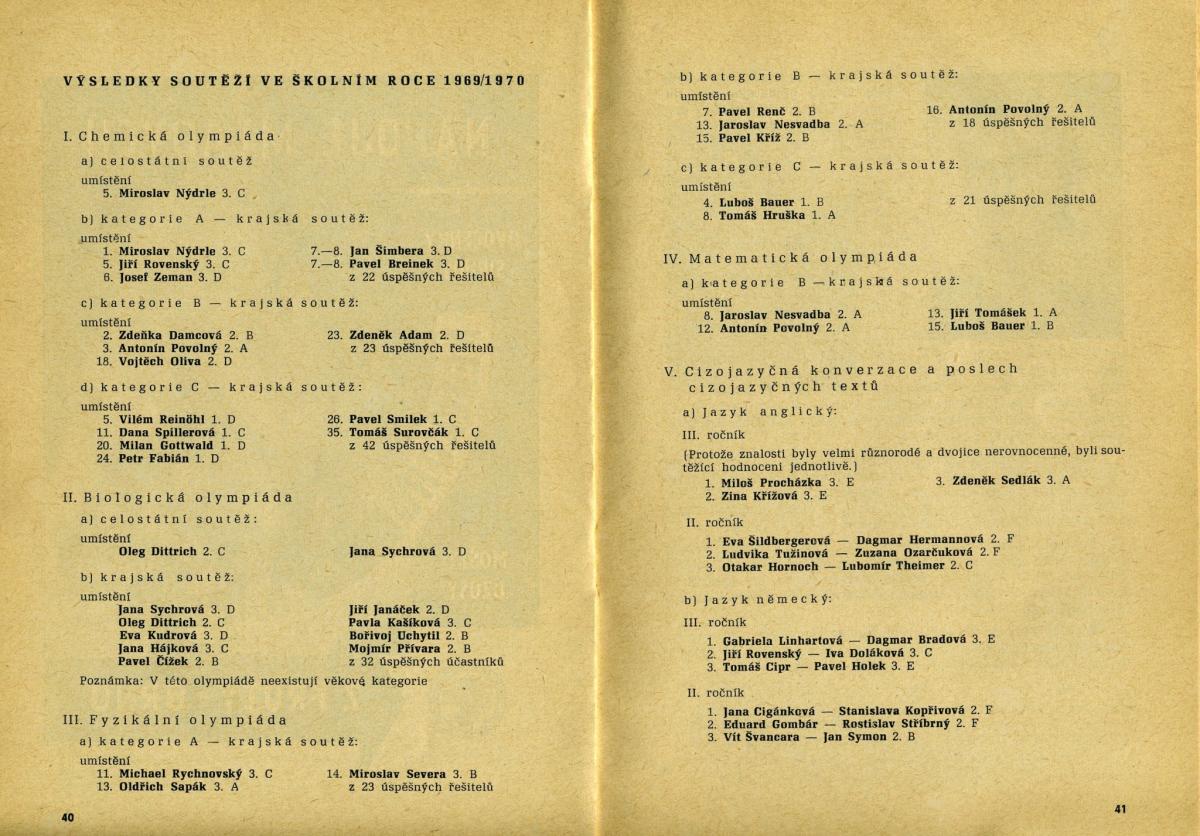 VÝSLEDKY SOUTĚŽÍ VE ŠKOLNÍM ROCE 1969/1970
I. Chemická olympiáda
a) celostátní soutěž
umístění
5. Miroslav Nýdrle 3. C
b) kategorie A — krajská soutěž:
umístění
1. Miroslav Nýdrle 3. C
5. Jiří Rovenský 3. C
6. Josef Zeman 3. D
7.—8. Jan Šimbera 3. D
7.—8. Pavel Breinek 3. D
z 22 úspěšných řešitelů
c) kategorie B — krajská soutěž:
umístění
2. Zdeňka Damcová 2. B
3. Antonín Povolný 2. A
18. Vojtěch Oliva 2. D
23. Zdeněk Adam 2. D
z 23 úspěšných řešitelů
d) kategorie C — krajská soutěž:
umístění
5. Vilém Reinöhl 1. D
11. Dana Spillerová 1. C
20. Milan Gottwald 1. D
24. Petr Fabián 1. D
26. Pavel Smilek 1. C
35. Tomáš Surovčák 1. C
z 42 úspěšných řešitelů
II. Biologická olympiáda
a) celostátní soutěž:
umístění
Oleg Dittrich 2. C
Jana Sychrová 3. D
b) krajská soutěž:
umístění
Jana Sychrová 3. D
Oleg Dittrich 2. C
Eva Kudrová 3. D
Jana Hájková 3. C
Pavel Čížek 2. B
Jiří Janáček 2. D
Pavla Kašíková 3. C
Bořivoj Uchytil 2. B
Mojmír Přívara 2. B
z 32 úspěšných účastníků
Poznámka: V této olympiádě neexistují věkové kategorie
III. Fyzikální olympiáda
a) kategorie A — krajská soutěž:
umístění
11. Michael Rychnovský 3. C
13. Oldřich Sapák 3. A
14. Miroslav Severa 3. B
z 23 úspěšných řešitelů
40
b) kategorie B — krajská soutěž:
umístění
7. Pavel Renč 2. B
13. Jaroslav Nesvadba 2. A
15. Pavel Kříž 2. B
16. Antonín Povolný 2. A
z 18 úspěšných řešitelů
c) kategorie C — krajská soutěž:
umístění
4. Luboš Bauer 1. B
8. Tomáš Hruška 1. A
z 21 úspěšných řešitelů
IV. Matematická olympiáda
a) kategorie B — krajská soutěž:
umístění
8. Jaroslav Nesvadba 2. A
12. Antonín Povolný 2. A
13. Jiří Tomášek 1. A
15. Luboš Bauer 1. B
V. Cizojazyčná konverzace a poslech
cizojazyčných textů
a) Jazyk anglický:
III. ročník
(Protože znalosti byly velmi různorodé a dvojice nerovnocenné, byli sou-
těžící hodnoceni jednotlivě.)
1. Miloš Procházka 3. E
2. Zina Křížová 3. E
3. Zdeněk Sedlák 3. A
II. ročník
1. Eva Šildbergerová — Dagmar Hermannová 2. F
2. Ludvika Tužinová — Zuzana Ozarčuková 2. F
3. Otakar Hornoch — Lubomír Theimer 2. C
b) Jazyk německý:
III. ročník
1. Gabriela Linhartová — Dagmar Bradová 3. E
2. Jiří Rovenský — Iva Doláková 3. C
3. Tomáš Cipr — Pavel Holek 3. E
II. ročník
1. Jana Cigánková — Stanislava Kopřivová 2. F
2. Eduard Gombár — Rostislav Stříbrný 2. F
3. Vít Švancara — Jan Symon 2. B
41